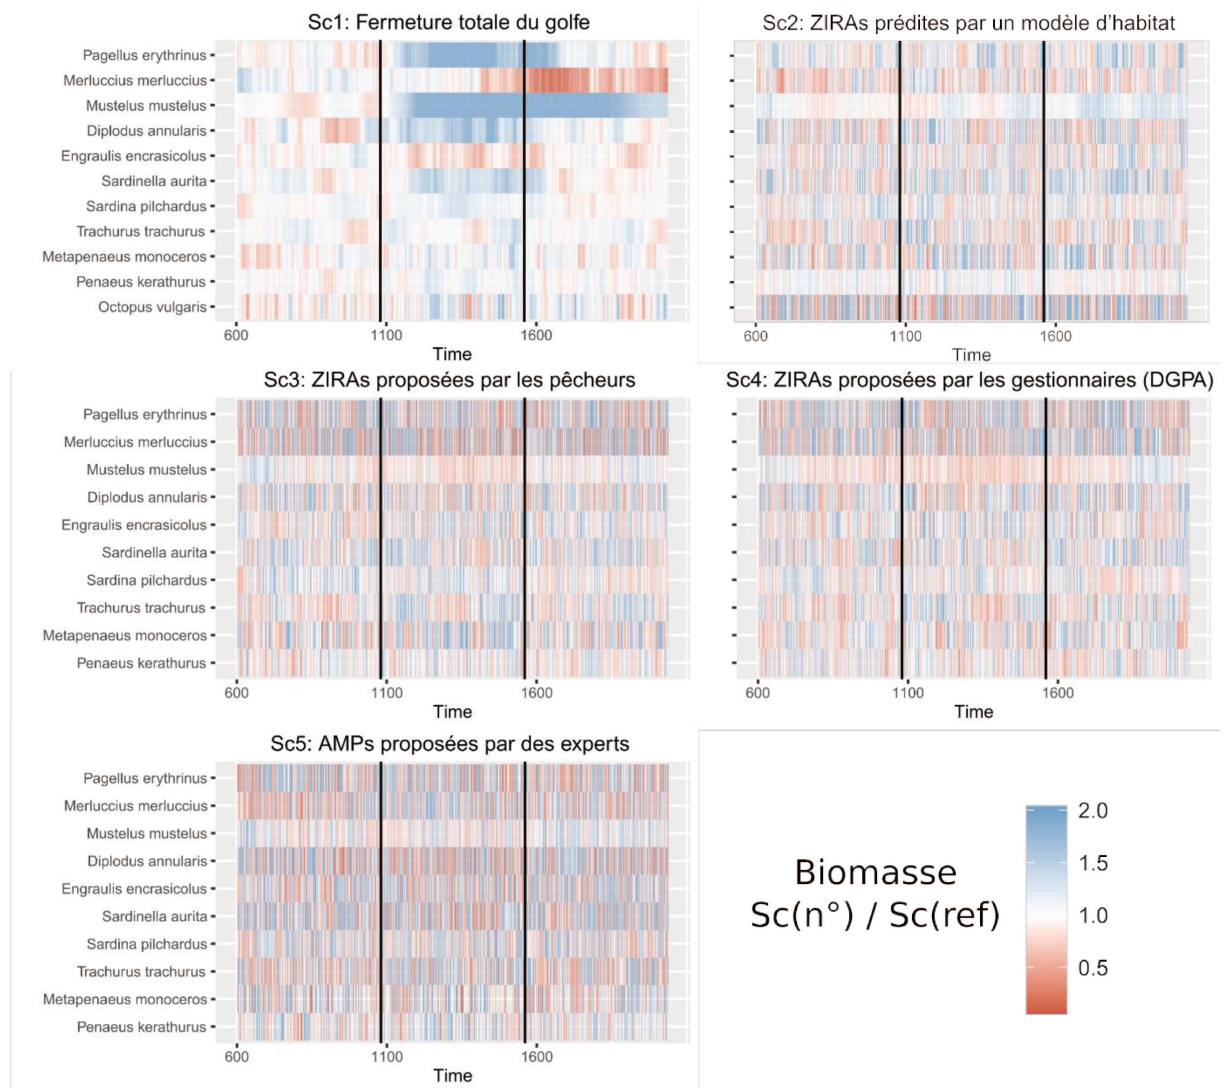 Sc1: Fermeture totale du golfe
Pagellus erythrinus
Merluccius merluccius
Mustelus mustelus
Diplodus annularis
Engraulis encrasicolus
Sardinella aurita
Sardina pilchardus
Trachurus trachurus
Metapenaeus monoceros
Penaeus kerathurus
Octopus vulgaris
600 1100 1600
Time
Sc2: ZIRAs prédites par un modèle d'habitat
600 1100 1600
Time
Sc3: ZIRAs proposées par les pêcheurs
Pagellus erythrinus
Merluccius merluccius
Mustelus mustelus
Diplodus annularis
Engraulis encrasicolus
Sardinella aurita
Sardina pilchardus
Trachurus trachurus
Metapenaeus monoceros
Penaeus kerathurus
600 1100 1600
Time
Sc4: ZIRAs proposées par les gestionnaires (DGPA)
600 1100 1600
Time
Sc5: AMPs proposées par des experts
Pagellus erythrinus
Merluccius merluccius
Mustelus mustelus
Diplodus annularis
Engraulis encrasicolus
Sardinella aurita
Sardina pilchardus
Trachurus trachurus
Metapenaeus monoceros
Penaeus kerathurus
600 1100 1600
Time
Biomasse
Sc(n°) / Sc(ref)
2.0
1.5
1.0
0.5